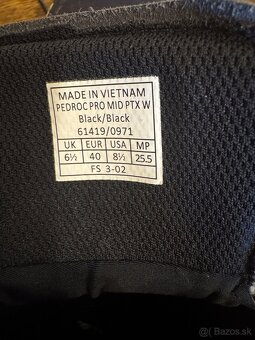 MADE IN VIETNAM
PEDROC PRO MID PTX W
Black/Black
61419/0971
UK EUR USA MP
6½ 40 8½ 25.5
FS 3-02
Bazos.sk